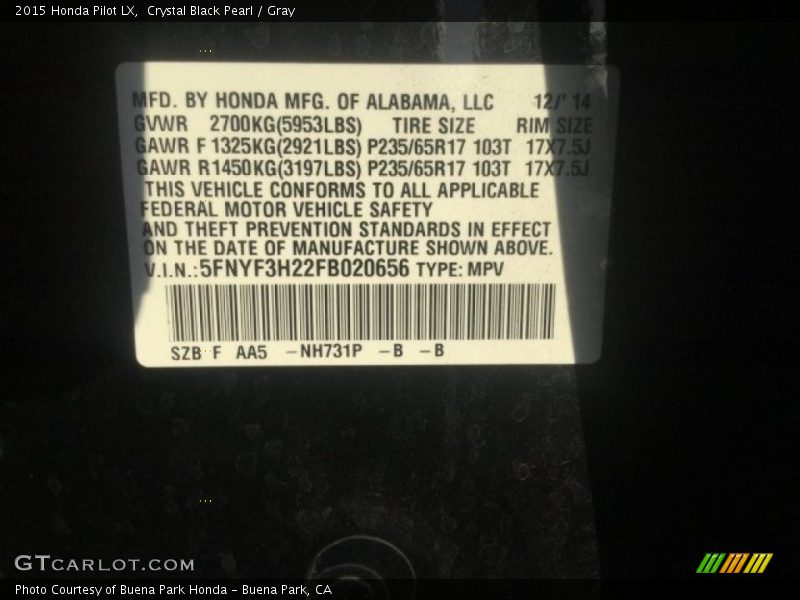 2015 Honda Pilot LX,  Crystal Black Pearl / Gray
MFD. BY HONDA MFG. OF ALABAMA, LLC 12/' 14
GVWR 2700KG(5953LBS) TIRE SIZE RIM SIZE
GAWR F 1325KG(2921LBS) P235/65R17 103T 17X7.5J
GAWR R1450KG(3197LBS) P235/65R17 103T 17X7.5J
THIS VEHICLE CONFORMS TO ALL APPLICABLE
FEDERAL MOTOR VEHICLE SAFETY
AND THEFT PREVENTION STANDARDS IN EFFECT
ON THE DATE OF MANUFACTURE SHOWN ABOVE.
V.I.N.:5FNYF3H22FB020656 TYPE: MPV
SZB F AA5 -NH731P -B -B
GTCARLOT.COM
Photo Courtesy of Buena Park Honda - Buena Park, CA